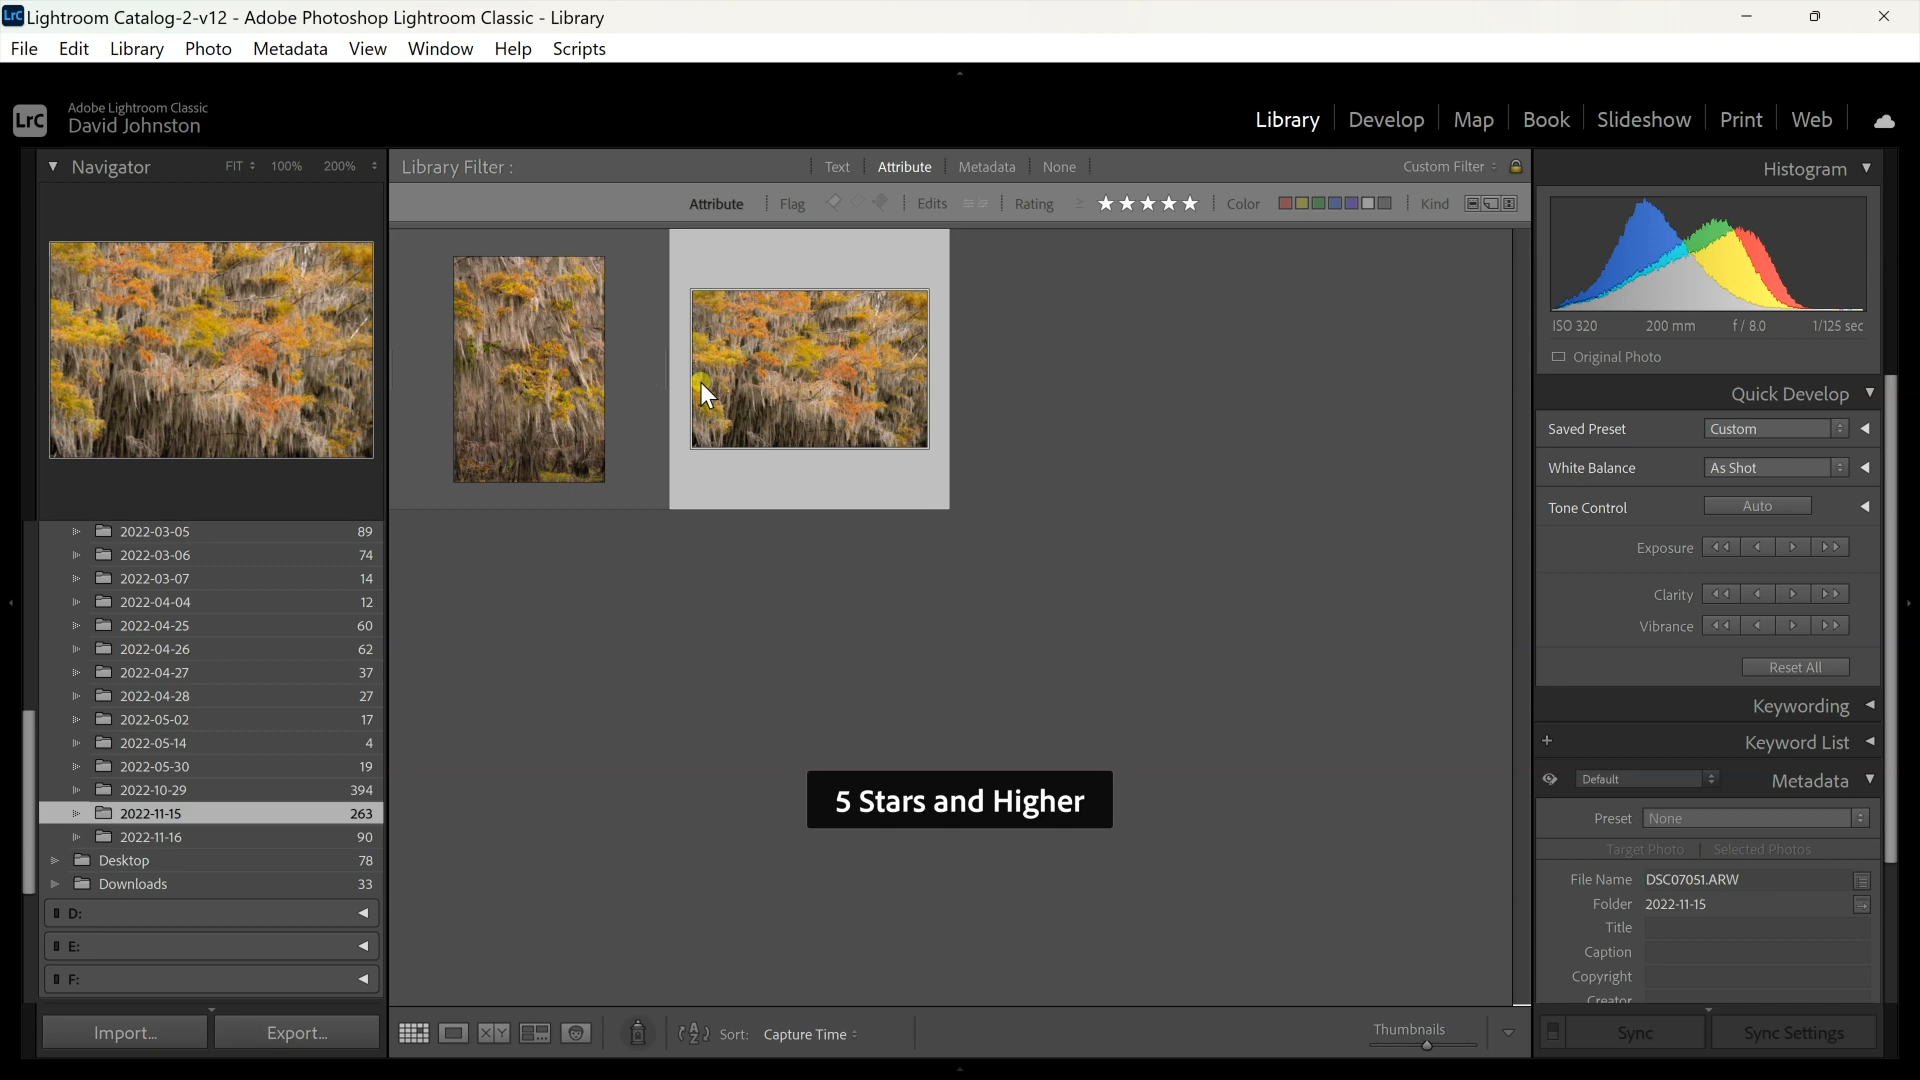 Lightroom Catalog-2-v12 - Adobe Photoshop Lightroom Classic - Library
File Edit Library Photo Metadata View Window Help Scripts
LrC
Adobe Lightroom Classic
David Johnston
Library Develop Map Book Slideshow Print Web
Navigator FIT 100% 200%
Library Filter : Text Attribute Metadata None Custom Filter
Histogram
Attribute Flag Edits Rating ≥ ★★★★★ Color Kind
ISO 320 200 mm f / 8.0 1/125 sec
Original Photo
Quick Develop
Saved Preset Custom
White Balance As Shot
Tone Control Auto
Exposure
Clarity
Vibrance
Reset All
Keywording
+ Keyword List
Default Metadata
Preset None
Target Photo Selected Photos
File Name DSC07051.ARW
Folder 2022-11-15
Title
Caption
Copyright
Creator
2022-03-05 89
2022-03-06 74
2022-03-07 14
2022-04-04 12
2022-04-25 60
2022-04-26 62
2022-04-27 37
2022-04-28 27
2022-05-02 17
2022-05-14 4
2022-05-30 19
2022-10-29 394
2022-11-15 263
2022-11-16 90
Desktop 78
Downloads 33
D:
E:
F:
5 Stars and Higher
Import... Export...
XY
AZ Sort: Capture Time
Thumbnails
Sync Sync Settings